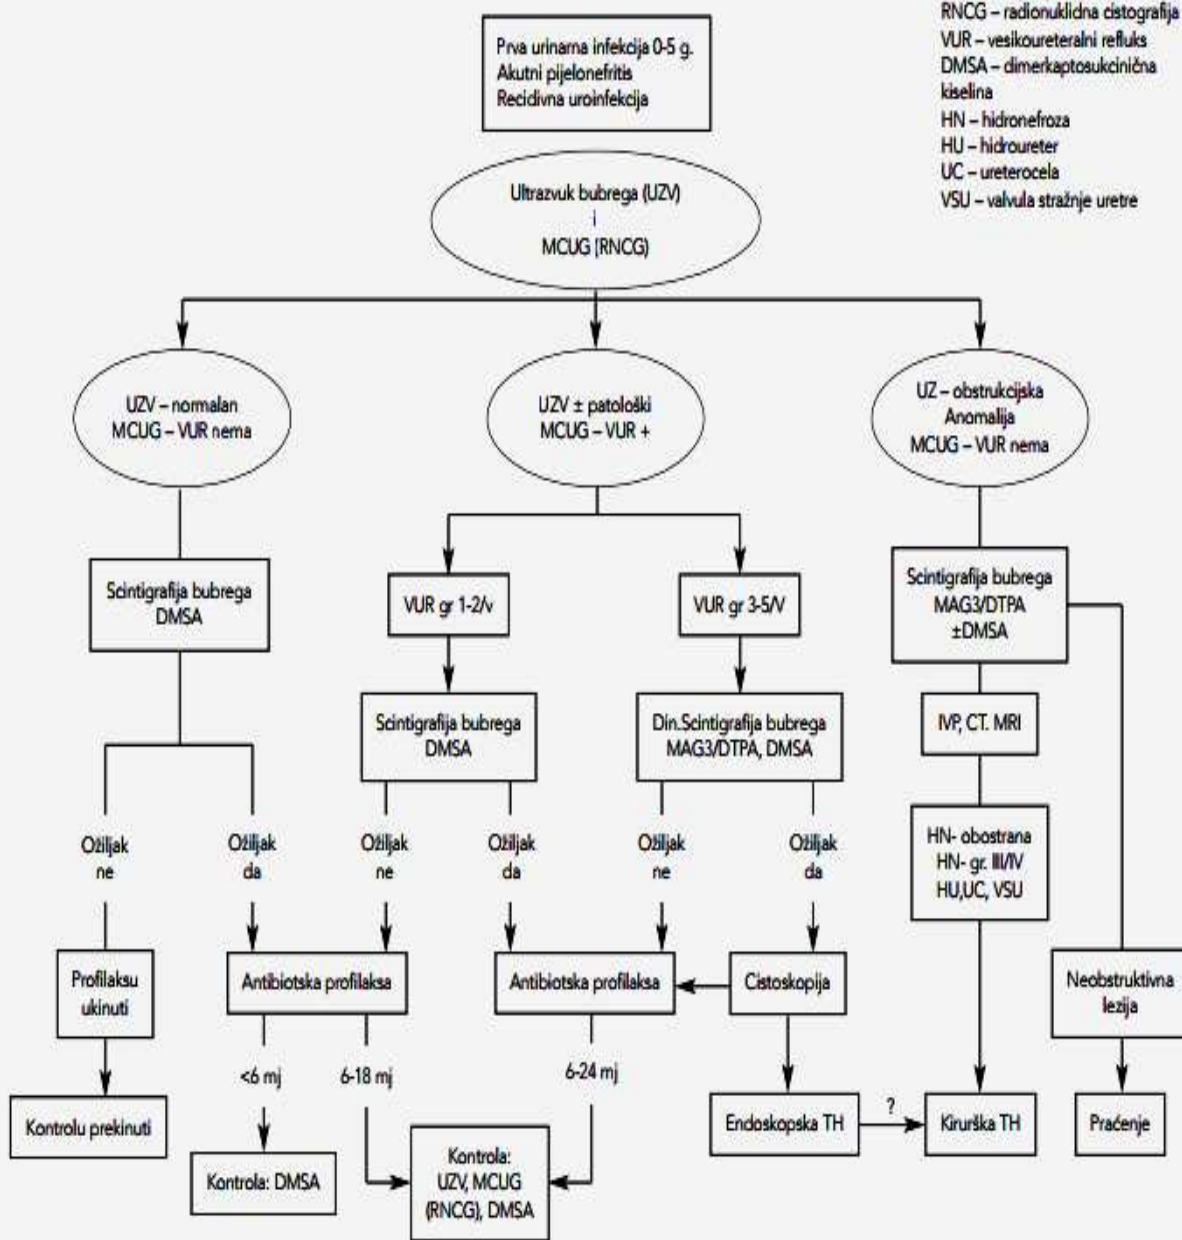 RNCG – radionuklidna cistografija
VUR – vesikoureteralni refluks
DMSA – dimerkaptosukcinična
kiselina
HN – hidronefroza
HU – hidroureter
UC – ureterocela
VSU – valvula stražnje uretre
Prva urinarna infekcija 0-5 g.
Akutni pijelonefritis
Recidivna uroinfekcija
Ultrazvuk bubrega (UZV)
i
MCUG (RNCG)
UZV – normalan
MCUG – VUR nema
UZV ± patološki
MCUG – VUR +
UZ – obstrukcijska
Anomalija
MCUG – VUR nema
Scintigrafija bubrega
DMSA
VUR gr 1-2/v
VUR gr 3-5/V
Scintigrafija bubrega
MAG3/DTPA
±DMSA
Scintigrafija bubrega
DMSA
Din.Scintigrafija bubrega
MAG3/DTPA, DMSA
IVP, CT. MRI
Ožiljak
ne
Ožiljak
da
Ožiljak
ne
Ožiljak
da
Ožiljak
ne
Ožiljak
da
HN- obostrana
HN- gr. III/IV
HU,UC, VSU
Profilaksu
ukinuti
Antibiotska profilaksa
Antibiotska profilaksa
Cistoskopija
Neobstruktivna
lezija
<6 mj
6-18 mj
6-24 mj
Kontrolu prekinuti
Kontrola: DMSA
Kontrola:
UZV, MCUG
(RNCG), DMSA
Endoskopska TH
?
Kirurška TH
Praćenje